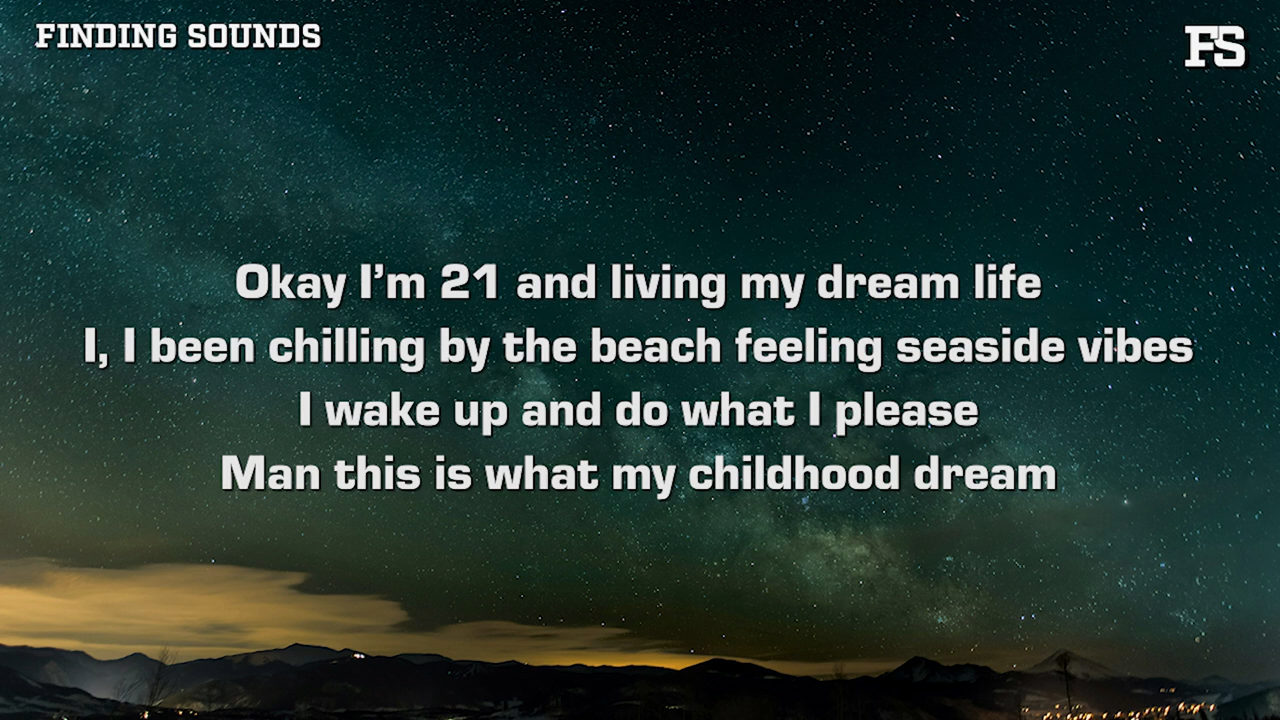 FINDING SOUNDS
FS
Okay I’m 21 and living my dream life
I, I been chilling by the beach feeling seaside vibes
I wake up and do what I please
Man this is what my childhood dream